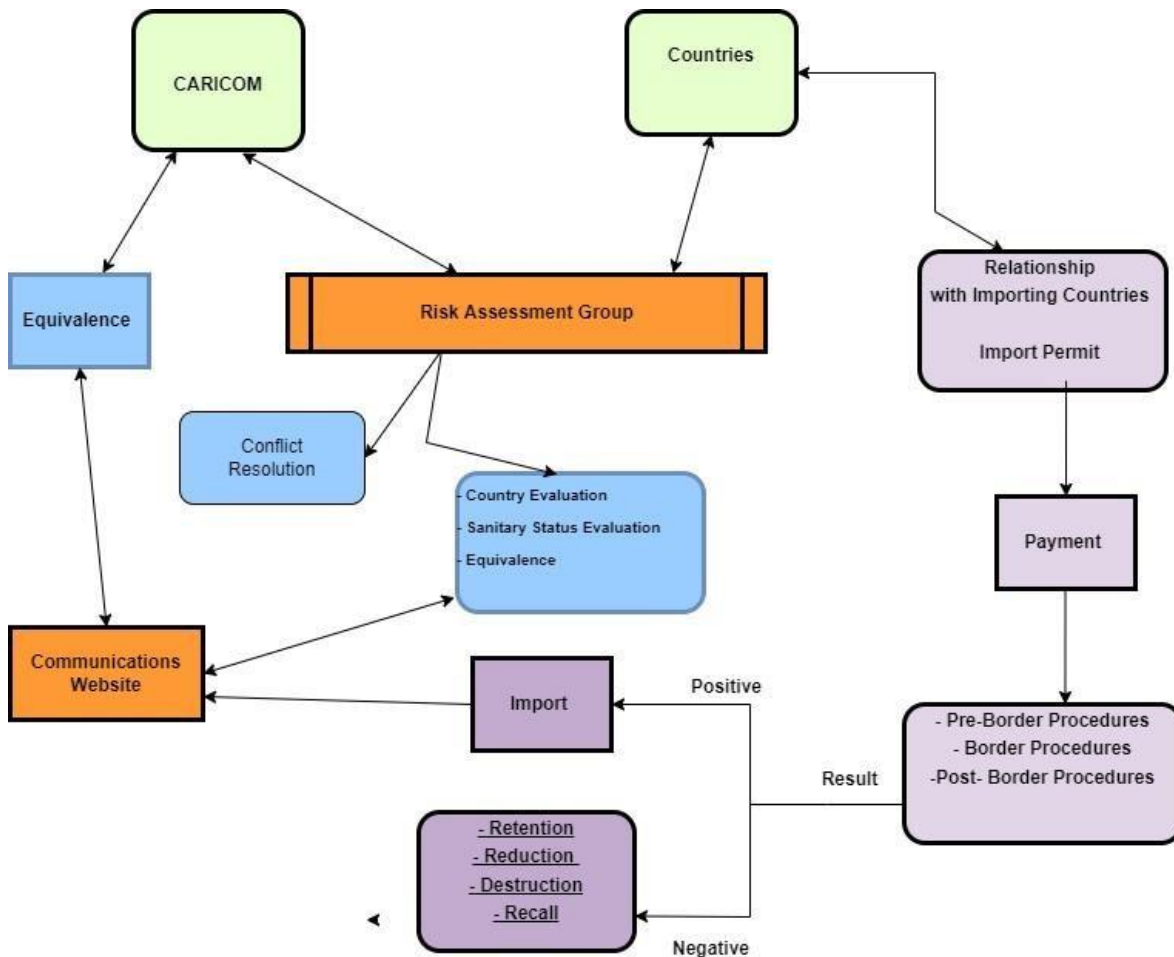 CARICOM
Countries
Equivalence
Risk Assessment Group
Relationship
with Importing Countries
Import Permit
Conflict
Resolution
- Country Evaluation
- Sanitary Status Evaluation
- Equivalence
Payment
Communications
Website
Import
Positive
- Pre-Border Procedures
- Border Procedures
-Post- Border Procedures
Result
- Retention
- Reduction
- Destruction
- Recall
Negative